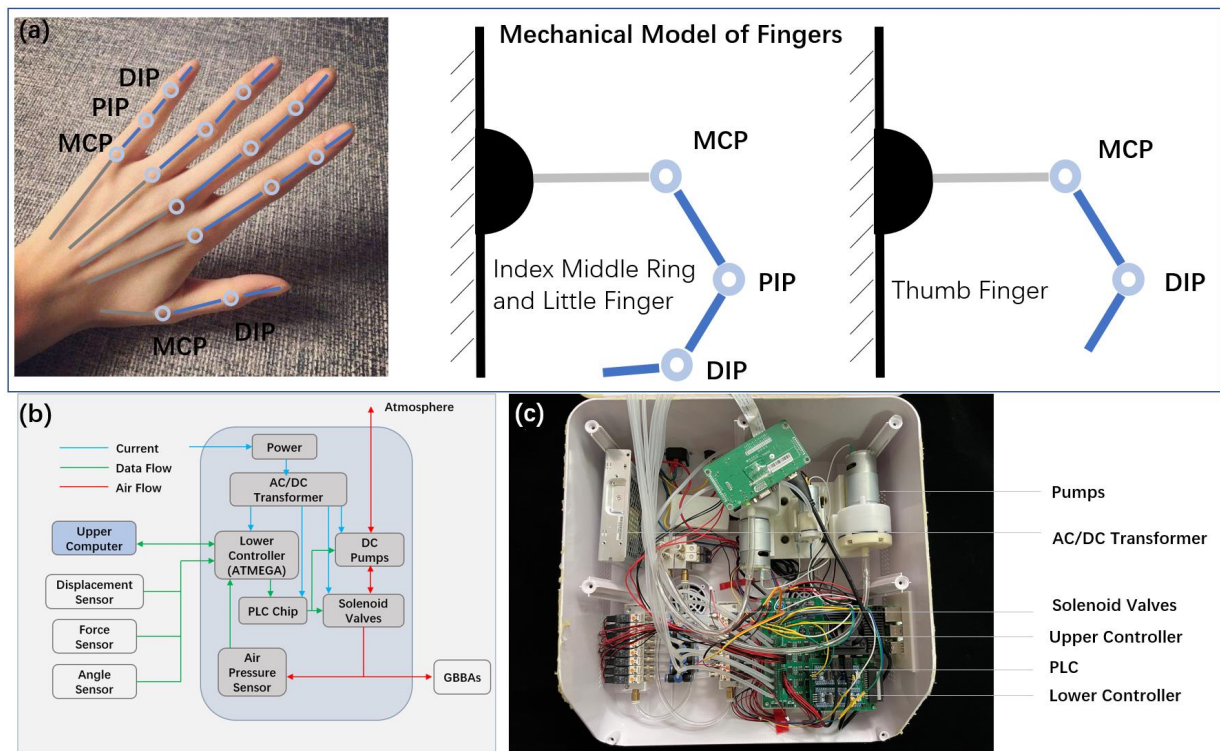 (a)
DIP
PIP
MCP
MCP
DIP
Mechanical Model of Fingers
MCP
PIP
DIP
Index Middle Ring
and Little Finger
MCP
DIP
Thumb Finger
(b)
Atmosphere
Current
Data Flow
Air Flow
Power
AC/DC
Transformer
Upper
Computer
Lower
Controller
(ATMEGA)
DC
Pumps
Displacement
Sensor
PLC Chip
Solenoid
Valves
Force
Sensor
Angle
Sensor
Air
Pressure
Sensor
GBBAs
(c)
Pumps
AC/DC Transformer
Solenoid Valves
Upper Controller
PLC
Lower Controller